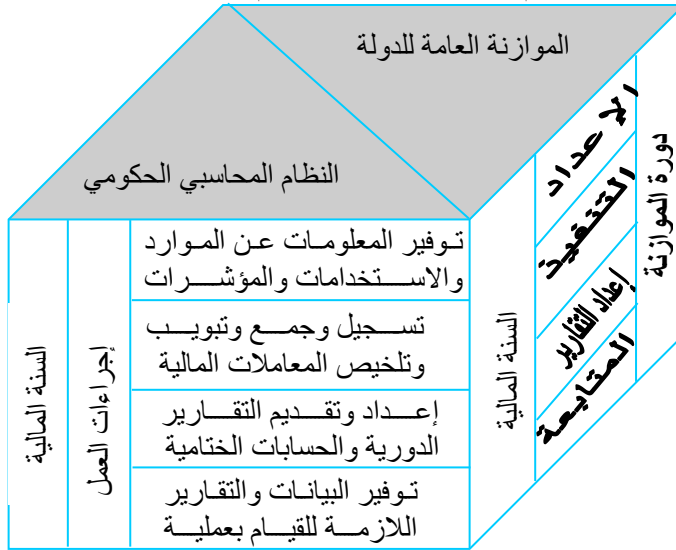 الموازنة العامة للدولة
النظام المحاسبي الحكومي
السنة المالية
إجراءات العمل
توفير المعلومات عن الموارد
والاستخدامات والمؤشرات
تسجيل وجمع وتبويب
وتلخيص المعاملات المالية
إعداد وتقديم التقارير
الدورية والحسابات الختامية
توفير البيانات والتقارير
اللازمة للقيام بعملية
السنة المالية
الإعداد
التنفيذ
إعداد التقارير
المتابعة
دورة الموازنة